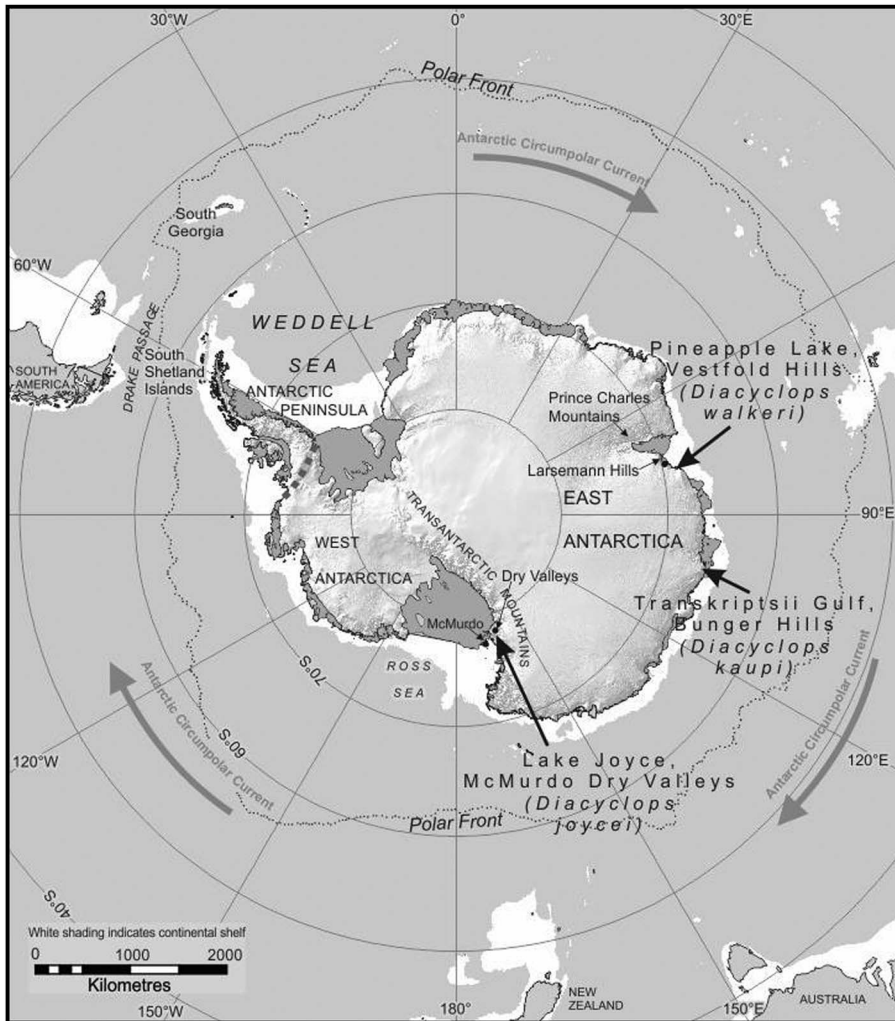 30°W
0°
30°E
Polar Front
Antarctic Circumpolar Current
South
Georgia
60°W
DRAKE PASSAGE
WEDDELL
SEA
SOUTH
AMERICA
South
Shetland
Islands
ANTARCTIC
PENINSULA
Pineapple Lake,
Vestfold Hills
(Diacyclops
walkeri)
Prince Charles
Mountains
Larsemann Hills
EAST
ANTARCTICA
90°E
TRANSANTARCTIC MOUNTAINS
WEST
ANTARCTICA
Dry Valleys
McMurdo
Transkriptsii Gulf,
Bunger Hills
(Diacyclops
kaupi)
ROSS
SEA
70°S
60°S
Antarctic Circumpolar Current
Antarctic Circumpolar Current
120°W
120°E
Lake Joyce,
McMurdo Dry Valleys
(Diacyclops
joycei)
Polar Front
40°S
White shading indicates continental shelf
0 1000 2000
Kilometres
150°W
180°
NEW
ZEALAND
150°E
AUSTRALIA